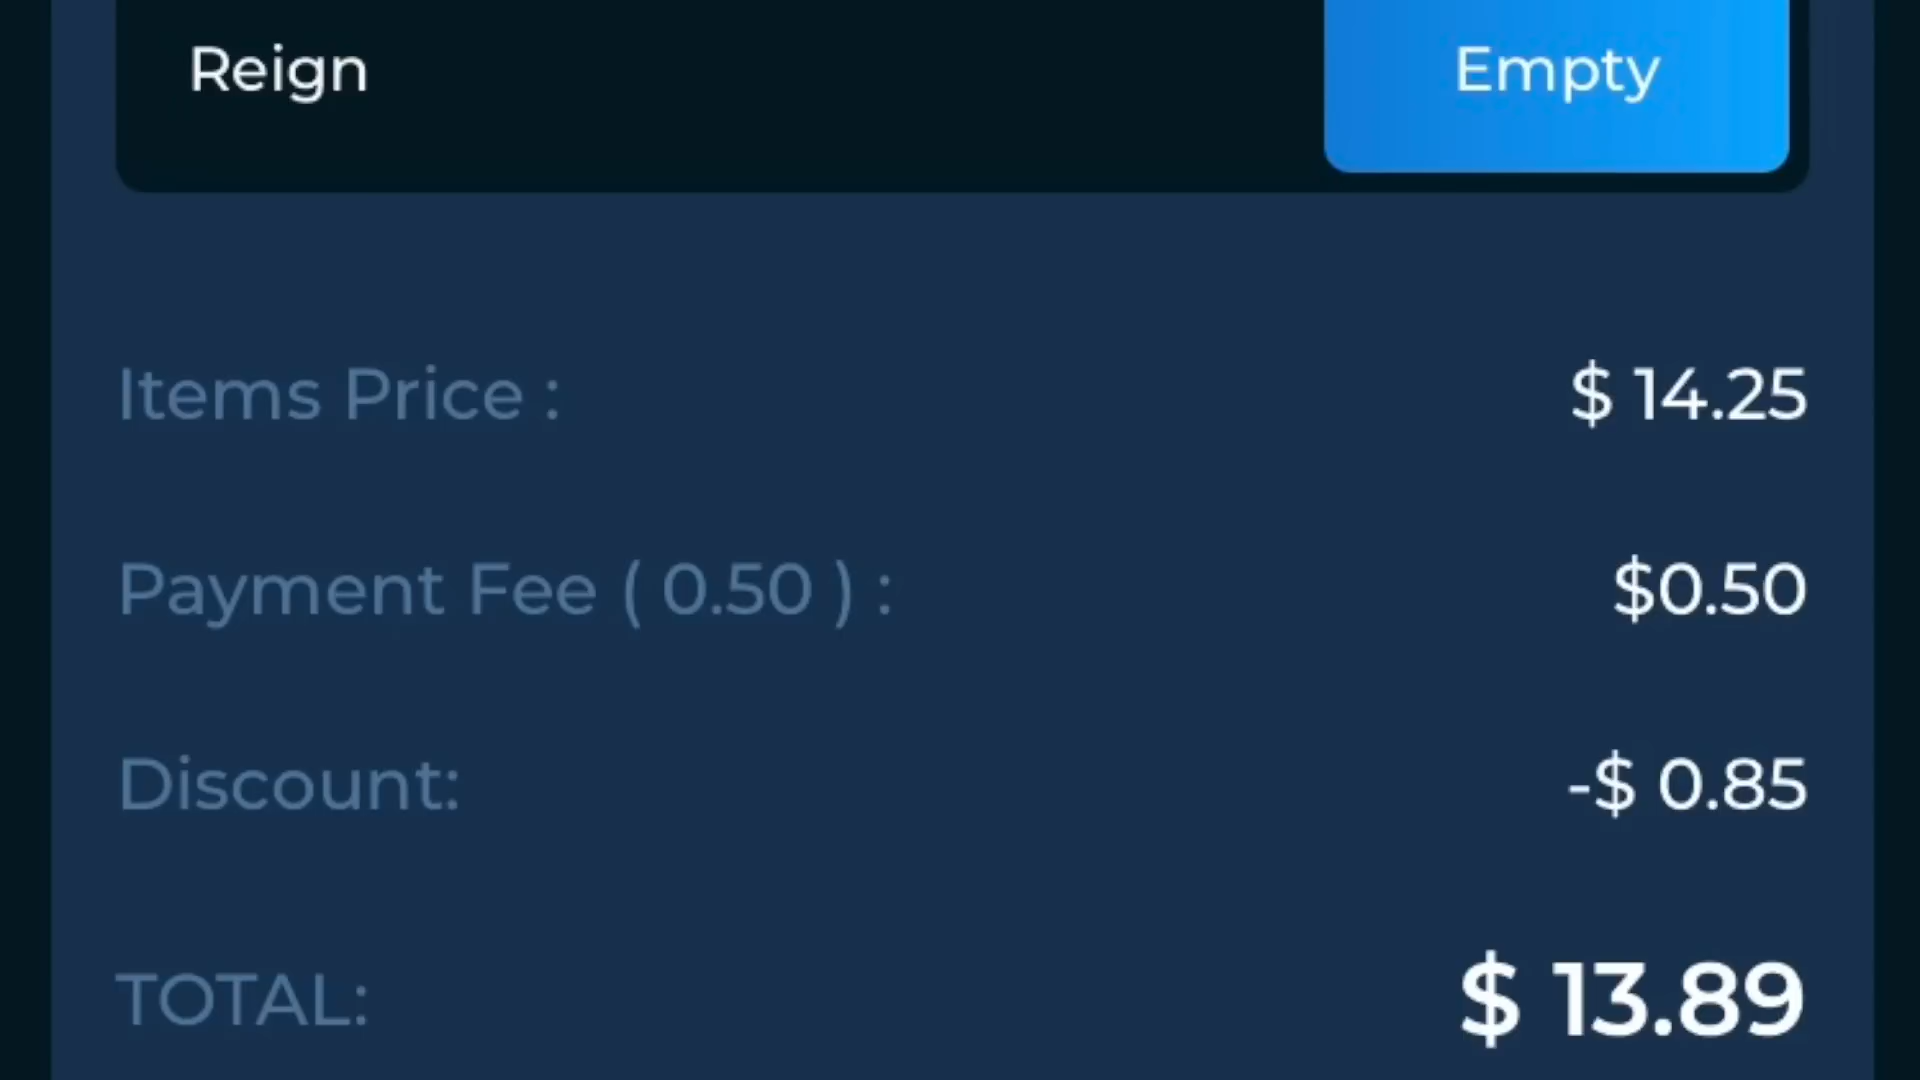 Reign Empty
Items Price : $ 14.25
Payment Fee ( 0.50 ) : $0.50
Discount: -$ 0.85
TOTAL: $ 13.89